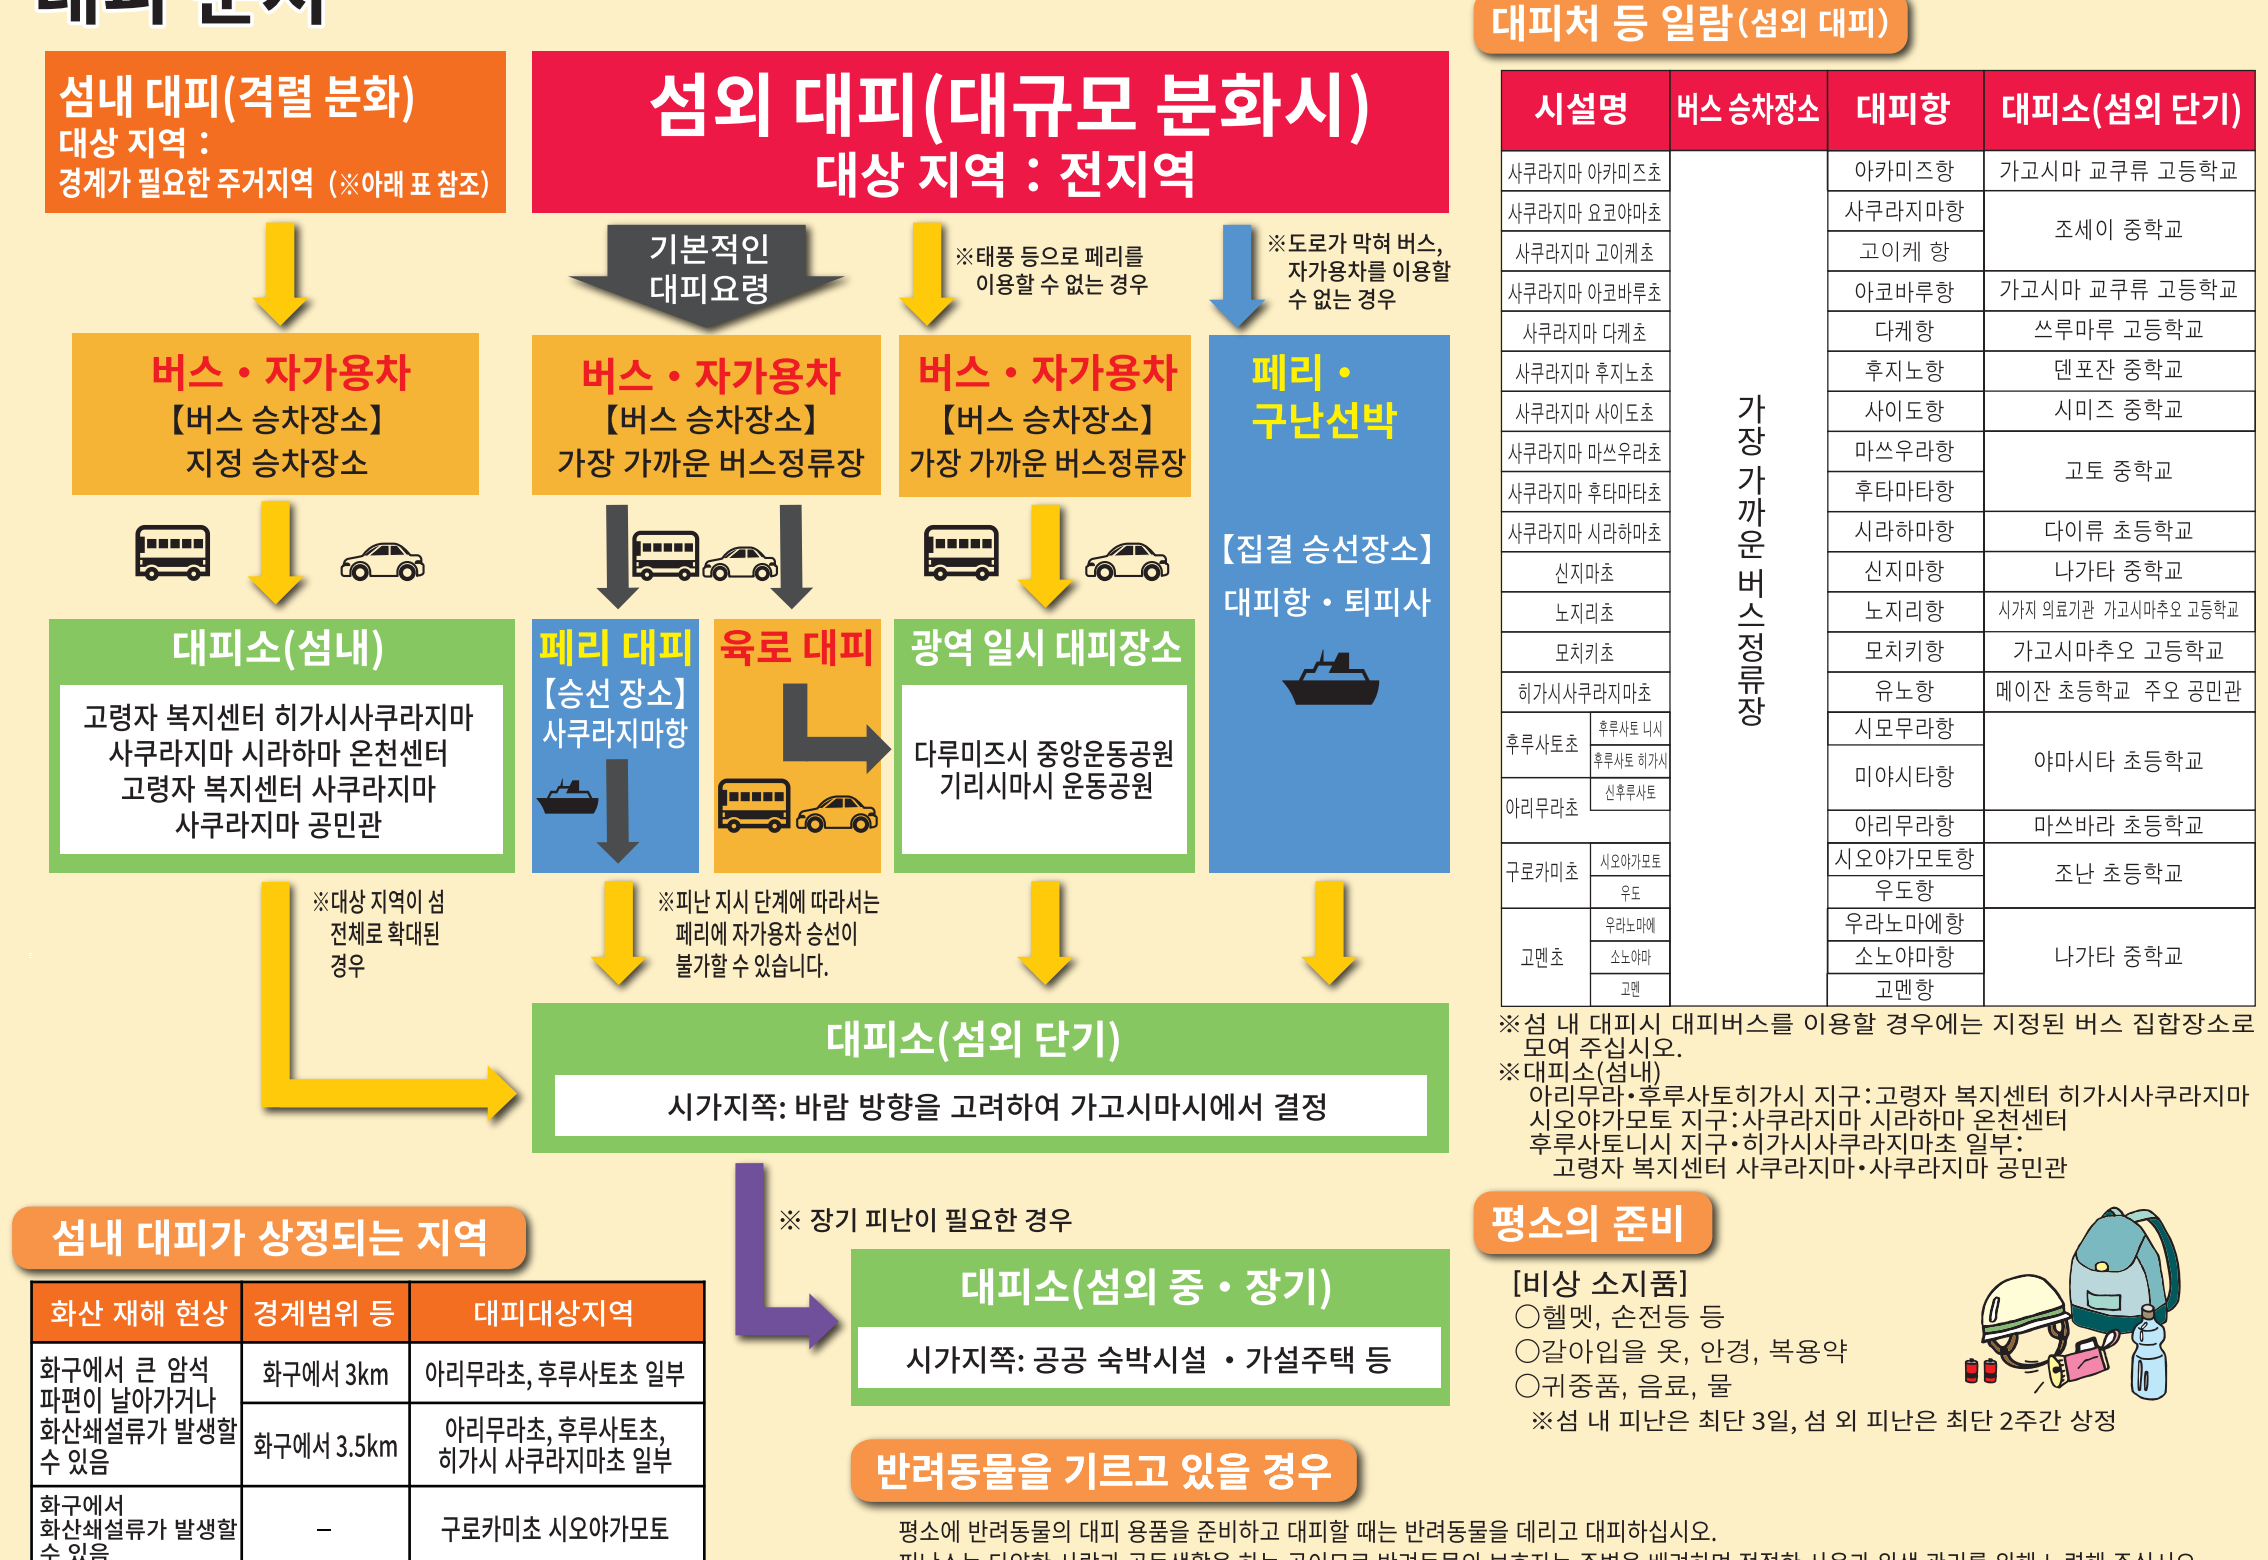 대피 순서
섬내 대피(격렬 분화)
대상 지역 :
경계가 필요한 주거지역 (※아래 표 참조)
섬외 대피(대규모 분화시)
대상 지역 : 전지역
기본적인
대피요령
※태풍 등으로 페리를
이용할 수 없는 경우
※도로가 막혀 버스,
자가용차를 이용할
수 없는 경우
버스・자가용차
【버스 승차장소】
지정 승차장소
버스・자가용차
【버스 승차장소】
가장 가까운 버스정류장
버스・자가용차
【버스 승차장소】
가장 가까운 버스정류장
페리・
구난선박
【집결 승선장소】
대피항・퇴피사
대피소(섬내)
고령자 복지센터 히가시사쿠라지마
사쿠라지마 시라하마 온천센터
고령자 복지센터 사쿠라지마
사쿠라지마 공민관
페리 대피
【승선 장소】
사쿠라지마항
육로 대피
광역 일시 대피장소
다루미즈시 중앙운동공원
기리시마시 운동공원
※대상 지역이 섬
전체로 확대된
경우
※피난 지시 단계에 따라서는
페리에 자가용차 승선이
불가할 수 있습니다.
대피소(섬외 단기)
시가지쪽: 바람 방향을 고려하여 가고시마시에서 결정
※ 장기 피난이 필요한 경우
대피소(섬외 중・장기)
시가지쪽: 공공 숙박시설 ・가설주택 등
섬내 대피가 상정되는 지역
화산 재해 현상 경계범위 등 대피대상지역
화구에서 큰 암석
파편이 날아가거나
화산쇄설류가 발생할
수 있음
화구에서 3km 아리무라초, 후루사토초 일부
화구에서 3.5km
아리무라초, 후루사토초,
히가시 사쿠라지마초 일부
화구에서
화산쇄설류가 발생할
수 있음
– 구로카미초 시오야가모토
반려동물을 기르고 있을 경우
평소에 반려동물의 대피 용품을 준비하고 대피할 때는 반려동물을 데리고 대피하십시오.
대피처 등 일람(섬외 대피)
시설명 버스 승차장소 대피항 대피소(섬외 단기)
가장 가까운 버스정류장
사쿠라지마 아카미즈초 아카미즈항 가고시마 교쿠류 고등학교
사쿠라지마 요코야마초 사쿠라지마항 조세이 중학교
사쿠라지마 고이케초 고이케 항
사쿠라지마 아코바루초 아코바루항 가고시마 교쿠류 고등학교
사쿠라지마 다케초 다케항 쓰루마루 고등학교
사쿠라지마 후지노초 후지노항 덴포잔 중학교
사쿠라지마 사이도초 사이도항 시미즈 중학교
사쿠라지마 마쓰우라초 마쓰우라항 고토 중학교
사쿠라지마 후타마타초 후타마타항
사쿠라지마 시라하마초 시라하마항 다이류 초등학교
신지마초 신지마항 나가타 중학교
노지리초 노지리항 시가지 의료기관 가고시마추오 고등학교
모치키초 모치키항 가고시마추오 고등학교
히가시사쿠라지마초 유노항 메이잔 초등학교 주오 공민관
후루사토초 후루사토 니시 시모무라항 야마시타 초등학교
후루사토 히가시 미야시타항
아리무라초 신후루사토
아리무라항 마쓰바라 초등학교
구로카미초 시오야가모토 시오야가모토항 조난 초등학교
우도 우도항
고멘초 우라노마에 우라노마에항 나가타 중학교
소노야마 소노야마항
고멘 고멘항
※섬 내 대피시 대피버스를 이용할 경우에는 지정된 버스 집합장소로
모여 주십시오.
※대피소(섬내)
아리무라・후루사토히가시 지구:고령자 복지센터 히가시사쿠라지마
시오야가모토 지구:사쿠라지마 시라하마 온천센터
후루사토니시 지구・히가시사쿠라지마초 일부:
고령자 복지센터 사쿠라지마・사쿠라지마 공민관
평소의 준비
[비상 소지품]
○헬멧, 손전등 등
○갈아입을 옷, 안경, 복용약
○귀중품, 음료, 물
※섬 내 피난은 최단 3일, 섬 외 피난은 최단 2주간 상정